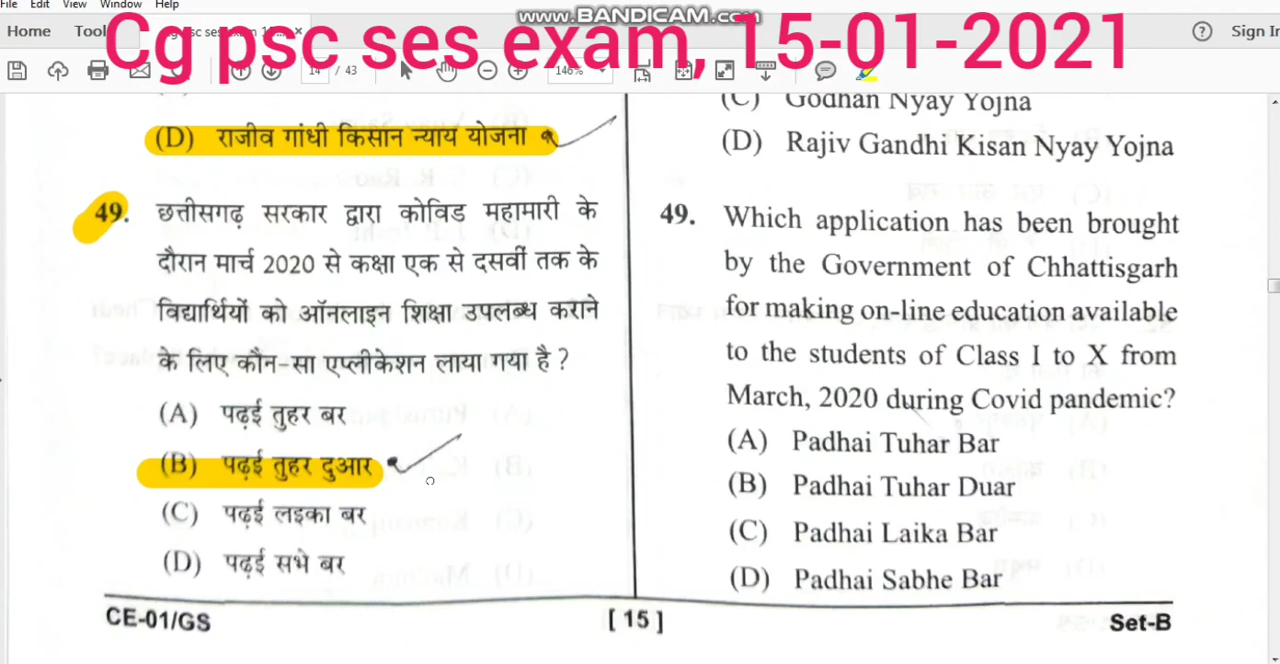 File Edit View Window Help
www.BANDICAM.com
Cg psc ses exam, 15-01-2021
Home
Sign In
14 / 43
146%
(D) राजीव गांधी किसान न्याय योजना
49. छत्तीसगढ़ सरकार द्वारा कोविड महामारी के
दौरान मार्च 2020 से कक्षा एक से दसवीं तक के
विद्यार्थियों को ऑनलाइन शिक्षा उपलब्ध कराने
के लिए कौन-सा एप्लीकेशन लाया गया है ?
(A) पढ़ई तुहर बर
(B) पढ़ई तुहर दुआर
(C) पढ़ई लइका बर
(D) पढ़ई सभे बर
(C) Godhan Nyay Yojna
(D) Rajiv Gandhi Kisan Nyay Yojna
49. Which application has been brought
by the Government of Chhattisgarh
for making on-line education available
to the students of Class I to X from
March, 2020 during Covid pandemic?
(A) Padhai Tuhar Bar
(B) Padhai Tuhar Duar
(C) Padhai Laika Bar
(D) Padhai Sabhe Bar
CE-01/GS
[ 15 ]
Set-B